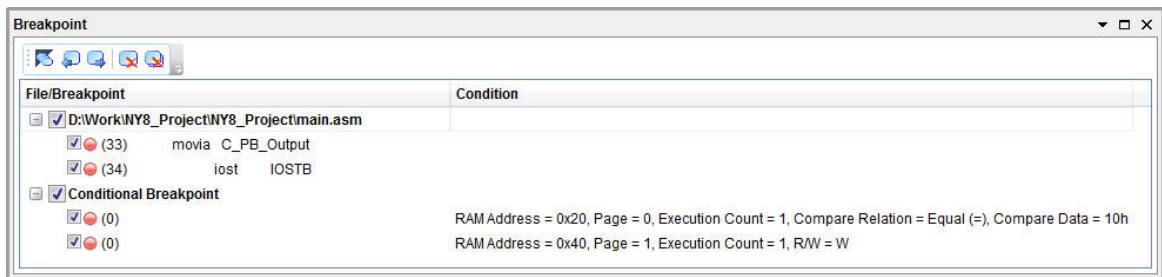 Breakpoint
File/Breakpoint Condition
D:\Work\NY8_Project\NY8_Project\main.asm
(33) movia C_PB_Output
(34) iost IOSTB
Conditional Breakpoint
(0) RAM Address = 0x20, Page = 0, Execution Count = 1, Compare Relation = Equal (=), Compare Data = 10h
(0) RAM Address = 0x40, Page = 1, Execution Count = 1, R/W = W